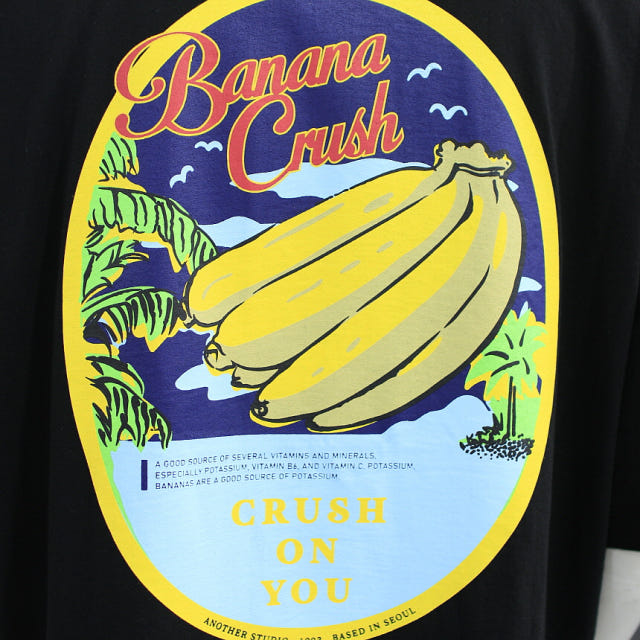 Banana
Crush
A GOOD SOURCE OF SEVERAL VITAMINS AND MINERALS,
ESPECIALLY POTASSIUM, VITAMIN B6, AND VITAMIN C, POTASSIUM,
BANANAS ARE A GOOD SOURCE OF POTASSIUM
CRUSH
ON
YOU
ANOTHER STUDIO BASED IN SEOUL